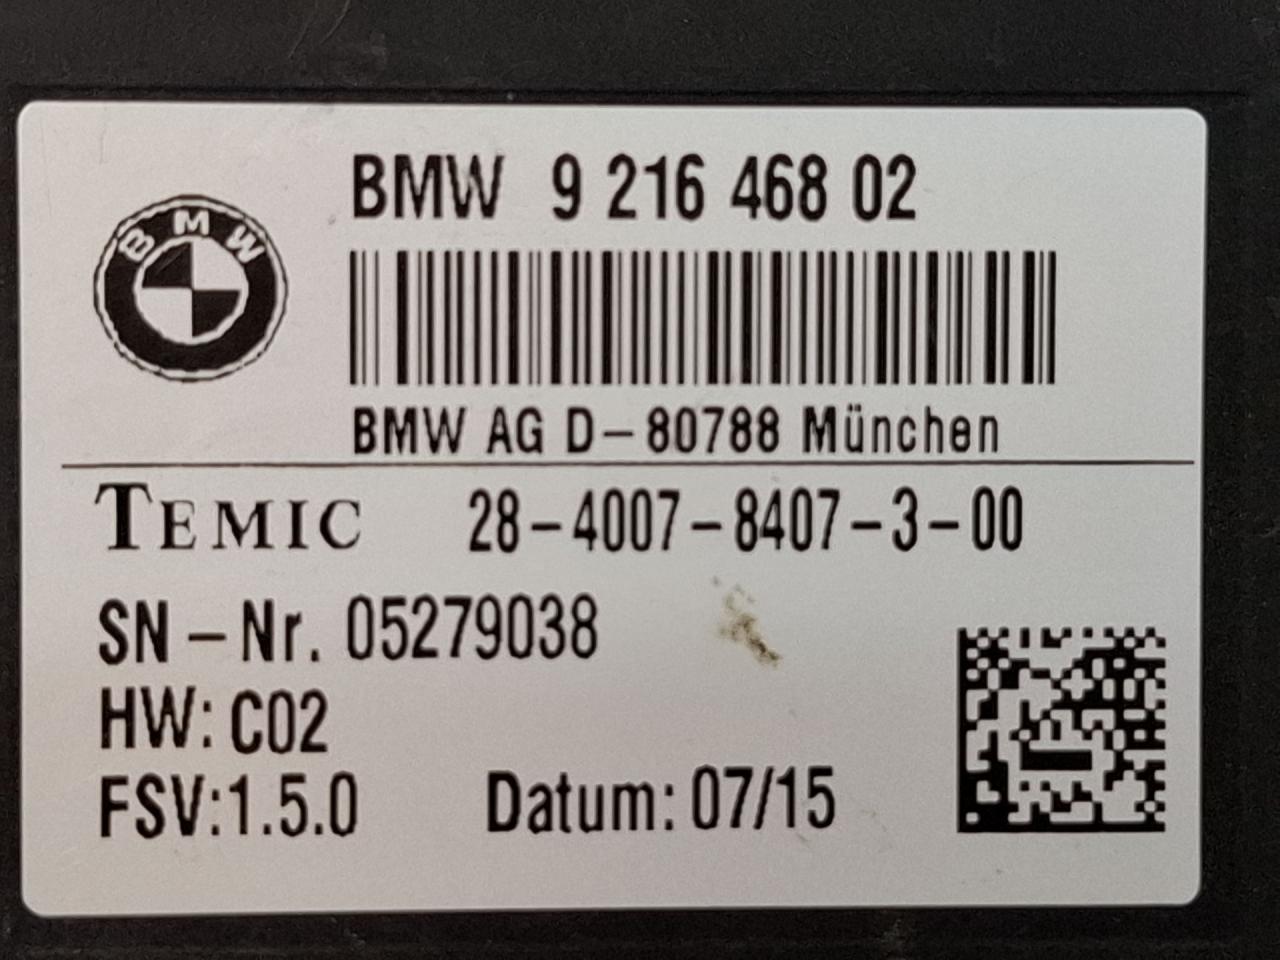 BMW 9 216 468 02
BMW
BMW AG D-80788 München
TEMIC 28-4007-8407-3-00
SN-Nr. 05279038
HW: C02
FSV:1.5.0 Datum: 07/15